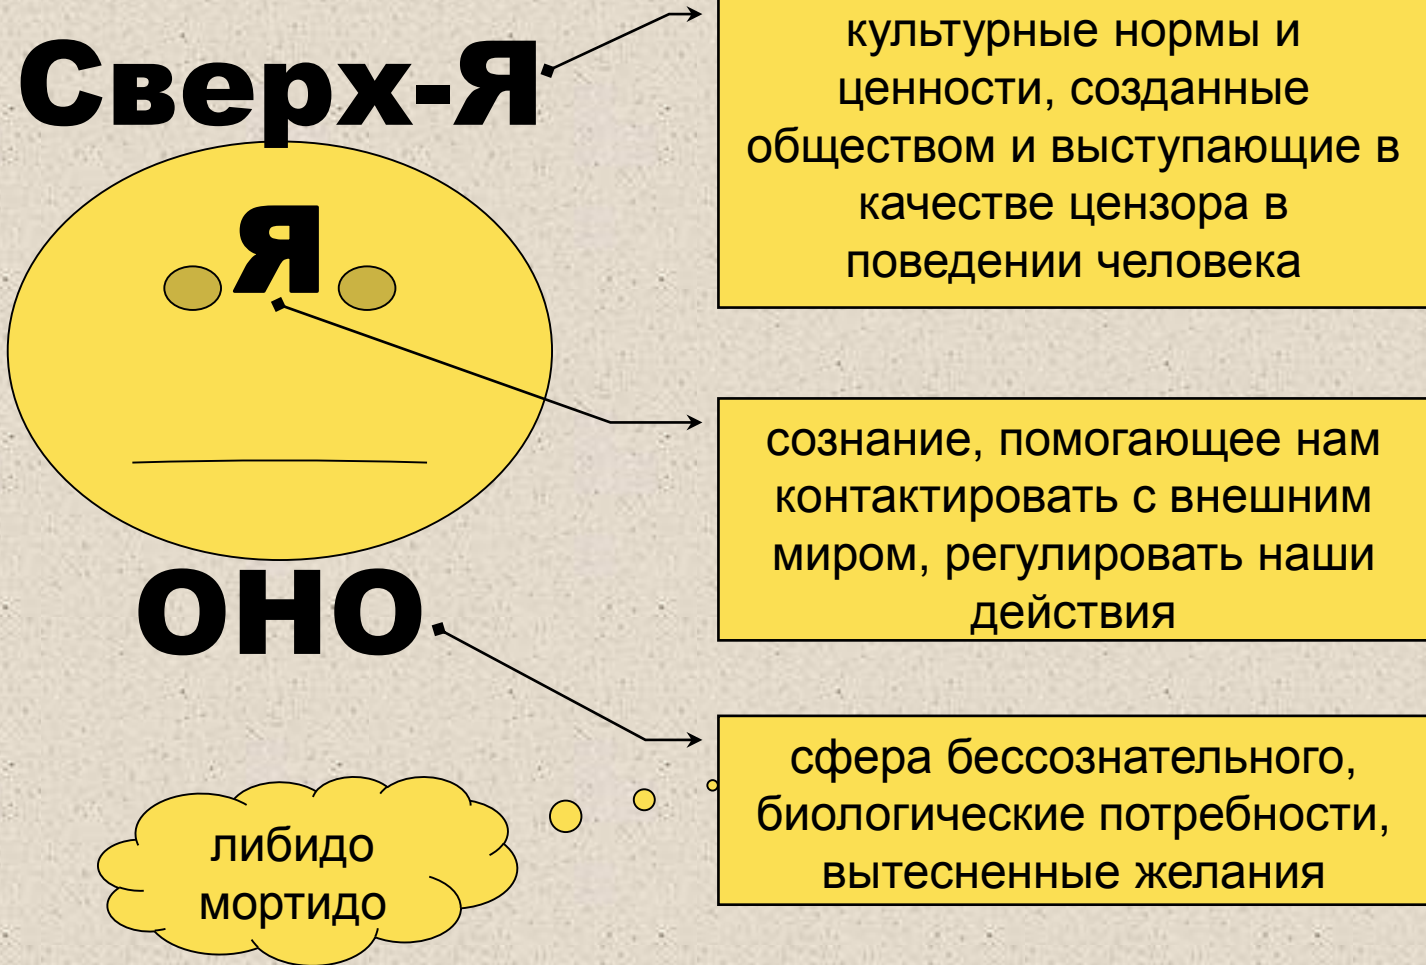 Сверх-Я
культурные нормы и
ценности, созданные
обществом и выступающие в
качестве цензора в
поведении человека
Я
сознание, помогающее нам
контактировать с внешним
миром, регулировать наши
действия
оно
сфера бессознательного,
биологические потребности,
вытесненные желания
либидо
мортидо